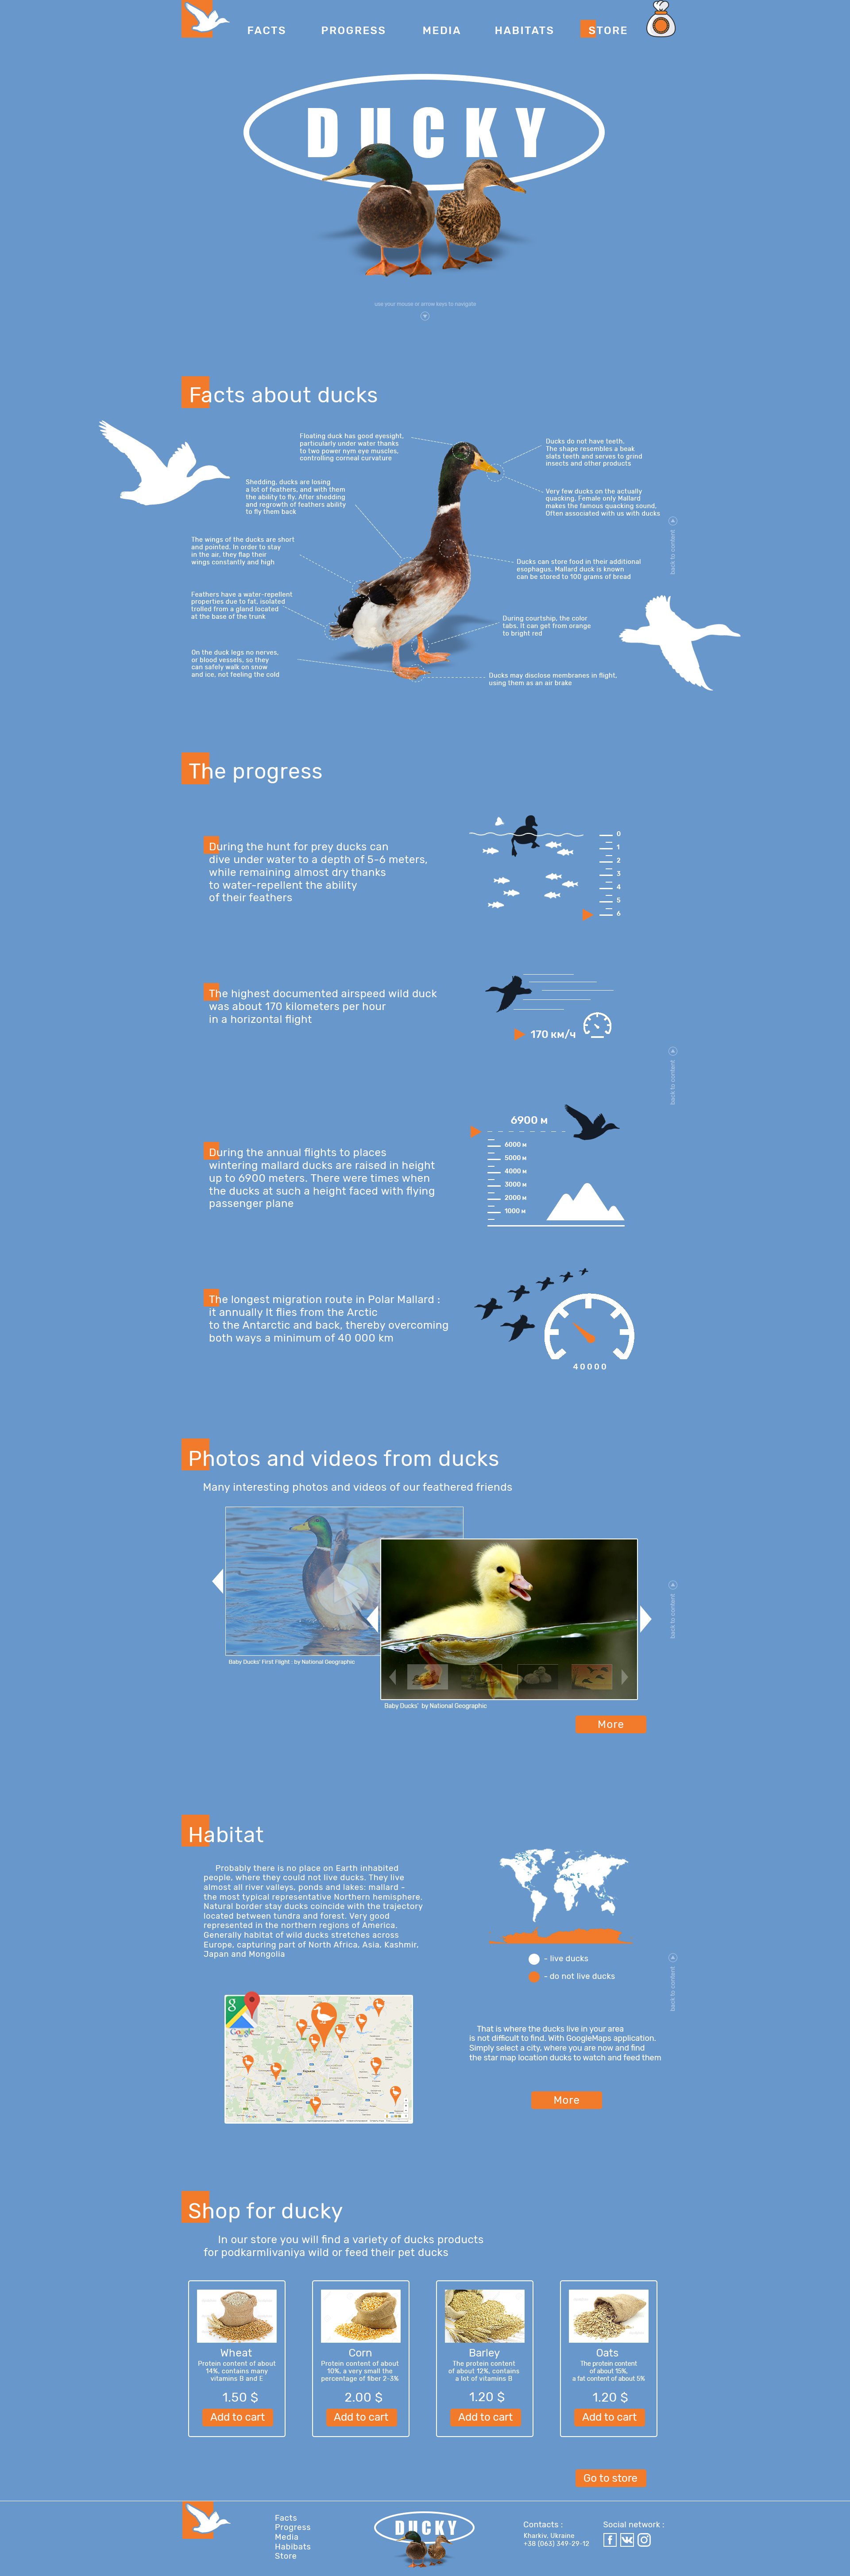 FACTS PROGRESS MEDIA HABITATS STORE
DUCKY
use your mouse or arrow keys to navigate
Facts about ducks
Floating duck has good eyesight,
particularly under water thanks
to two power nym eye muscles,
controlling corneal curvature
Ducks do not have teeth.
The shape resembles a beak
slats teeth and serves to grind
insects and other products
Shedding, ducks are losing
a lot of feathers, and with them
the ability to fly. After shedding
and regrowth of feathers ability
to fly them back
Very few ducks on the actually
quacking. Female only Mallard
makes the famous quacking sound,
Often associated with us with ducks
The wings of the ducks are short
and pointed. In order to stay
in the air, they flap their
wings constantly and high
Ducks can store food in their additional
esophagus. Mallard duck is known
can be stored to 100 grams of bread
back to content
Feathers have a water-repellent
properties due to fat, isolated
trolled from a gland located
at the base of the trunk
During courtship, the color
tabs. It can get from orange
to bright red
On the duck legs no nerves,
or blood vessels, so they
can safely walk on snow
and ice, not feeling the cold
Ducks may disclose membranes in flight,
using them as an air brake
The progress
During the hunt for prey ducks can
dive under water to a depth of 5-6 meters,
while remaining almost dry thanks
to water-repellent the ability
of their feathers
0
1
2
3
4
5
6
The highest documented airspeed wild duck
was about 170 kilometers per hour
in a horizontal flight
170 км/ч
back to content
During the annual flights to places
wintering mallard ducks are raised in height
up to 6900 meters. There were times when
the ducks at such a height faced with flying
passenger plane
6900 м
6000 м
5000 м
4000 м
3000 м
2000 м
1000 м
The longest migration route in Polar Mallard :
it annually It flies from the Arctic
to the Antarctic and back, thereby overcoming
both ways a minimum of 40 000 km
40000
Photos and videos from ducks
Many interesting photos and videos of our feathered friends
Baby Ducks' First Flight : by National Geographic
Baby Ducks' by National Geographic
back to content
More
Habitat
Probably there is no place on Earth inhabited
people, where they could not live ducks. They live
almost all river valleys, ponds and lakes: mallard -
the most typical representative Northern hemisphere.
Natural border stay ducks coincide with the trajectory
located between tundra and forest. Very good
represented in the northern regions of America.
Generally habitat of wild ducks stretches across
Europe, capturing part of North Africa, Asia, Kashmir,
Japan and Mongolia
- live ducks
- do not live ducks
back to content
g
Google
That is where the ducks live in your area
is not difficult to find. With GoogleMaps application.
Simply select a city, where you are now and find
the star map location ducks to watch and feed them
More
Shop for ducky
In our store you will find a variety of ducks products
for podkarmlivaniya wild or feed their pet ducks
Wheat
Protein content of about
14%, contains many
vitamins B and E
1.50 $
Add to cart
Corn
Protein content of about
10%, a very small the
percentage of fiber 2-3%
2.00 $
Add to cart
Barley
The protein content
of about 12%, contains
a lot of vitamins B
1.20 $
Add to cart
Oats
The protein content
of about 15%,
a fat content of about 5%
1.20 $
Add to cart
Go to store
Facts
Progress
Media
Habibats
Store
DUCKY
Contacts :
Kharkiv, Ukraine
+38 (063) 349-29-12
Social network :